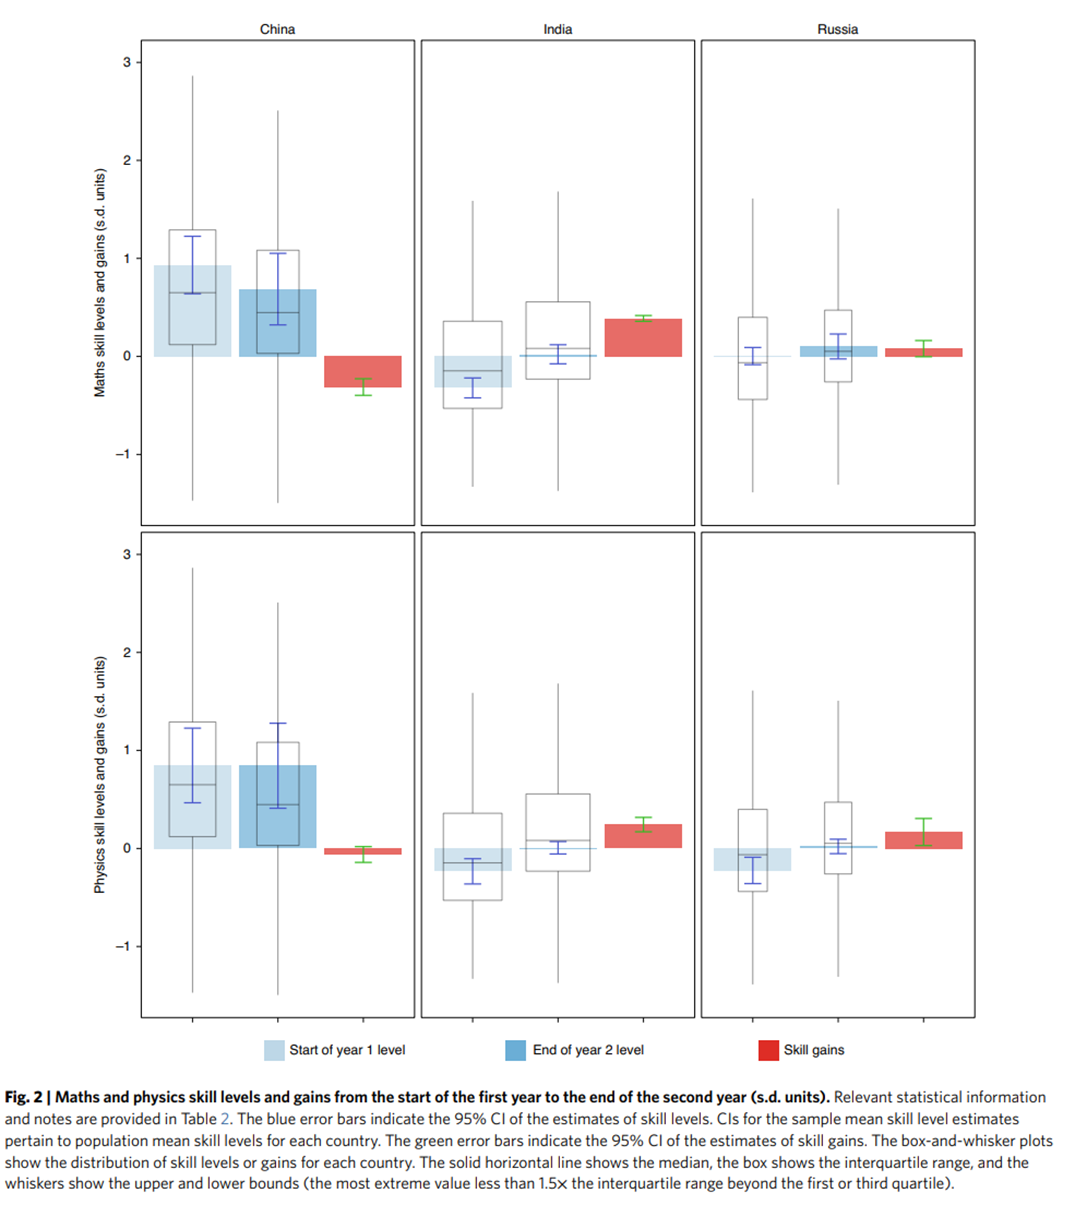 China India Russia
Maths skill levels and gains (s.d. units)
3
2
1
0
–1
Physics skill levels and gains (s.d. units)
3
2
1
0
–1
Start of year 1 level End of year 2 level Skill gains
Fig. 2 | Maths and physics skill levels and gains from the start of the first year to the end of the second year (s.d. units). Relevant statistical information
and notes are provided in Table 2. The blue error bars indicate the 95% CI of the estimates of skill levels. CIs for the sample mean skill level estimates
pertain to population mean skill levels for each country. The green error bars indicate the 95% CI of the estimates of skill gains. The box-and-whisker plots
show the distribution of skill levels or gains for each country. The solid horizontal line shows the median, the box shows the interquartile range, and the
whiskers show the upper and lower bounds (the most extreme value less than 1.5× the interquartile range beyond the first or third quartile).